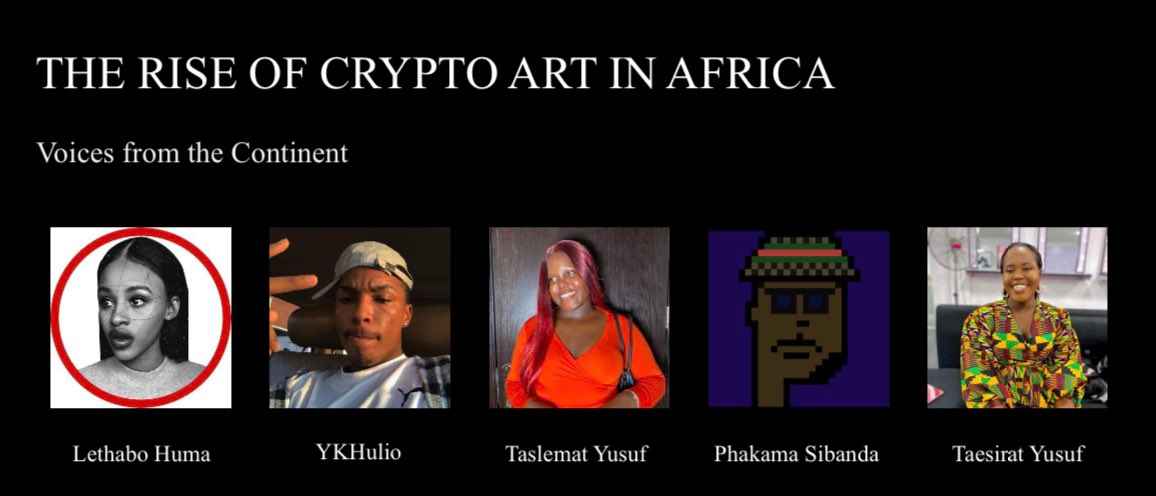 THE RISE OF CRYPTO ART IN AFRICA
Voices from the Continent
Lethabo Huma
YKHulio
Taslemat Yusuf
Phakama Sibanda
Taesirat Yusuf